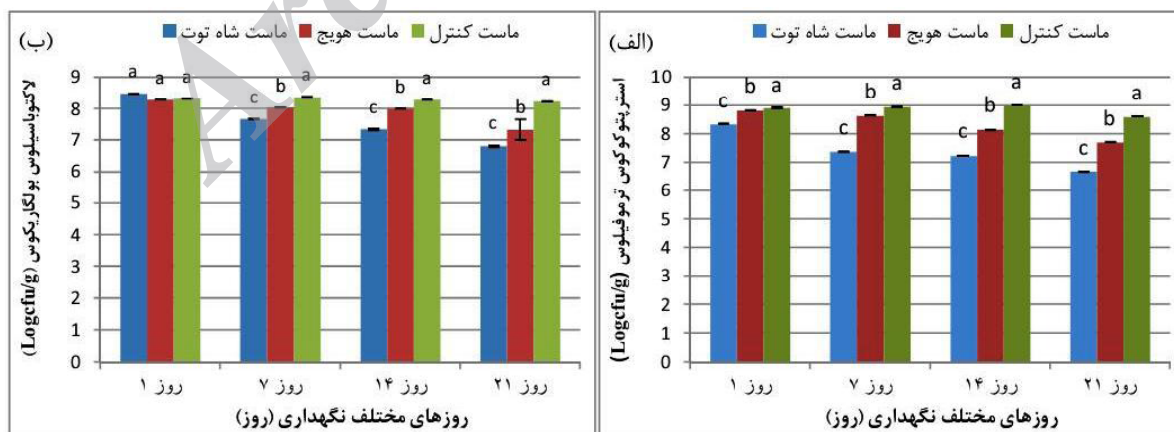 (الف)
ماست شاه توت ماست هویج ماست کنترل
استرپتوکوکوس ترموفیلوس (Logcfu/g)
10
9
8
7
6
5
4
3
2
1
0
c b a
c b a
c b a
c b a
روز ۱ روز ۷ روز ۱۴ روز ۲۱
روزهای مختلف نگهداری (روز)
(ب)
ماست شاه توت ماست هویج ماست کنترل
لاکتوباسیلوس بولگاریکوس (Logcfu/g)
9
8
7
6
5
4
3
2
1
0
a a a
c b a
c b a
c b a
روز ۱ روز ۷ روز ۱۴ روز ۲۱
روزهای مختلف نگهداری (روز)